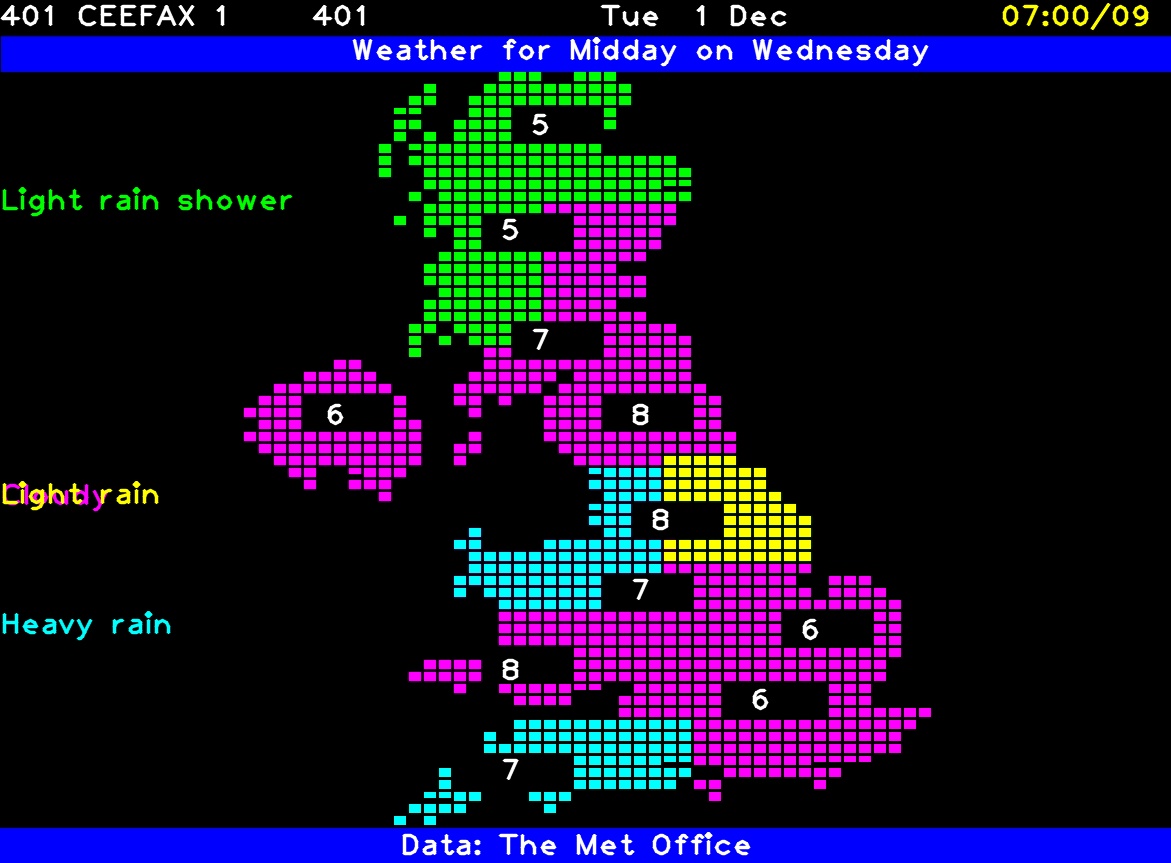 401 CEEFAX 1 401 Tue 1 Dec 07:00/09
Weather for Midday on Wednesday
5
Light rain shower
5
7
6 8
Cloudy
Light rain
8
7
Heavy rain
6
8
6
7
Data: The Met Office